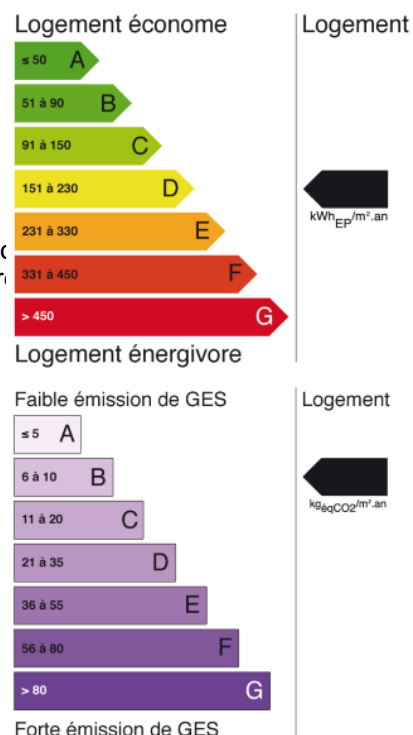 Logement économe
Logement
≤ 50 A
51 à 90 B
91 à 150 C
151 à 230 D
kWhEP/m².an
231 à 330 E
331 à 450 F
> 450 G
Logement énergivore
Faible émission de GES
Logement
≤ 5 A
6 à 10 B
11 à 20 C
kgéqCO2/m².an
21 à 35 D
36 à 55 E
56 à 80 F
> 80 G
Forte émission de GES